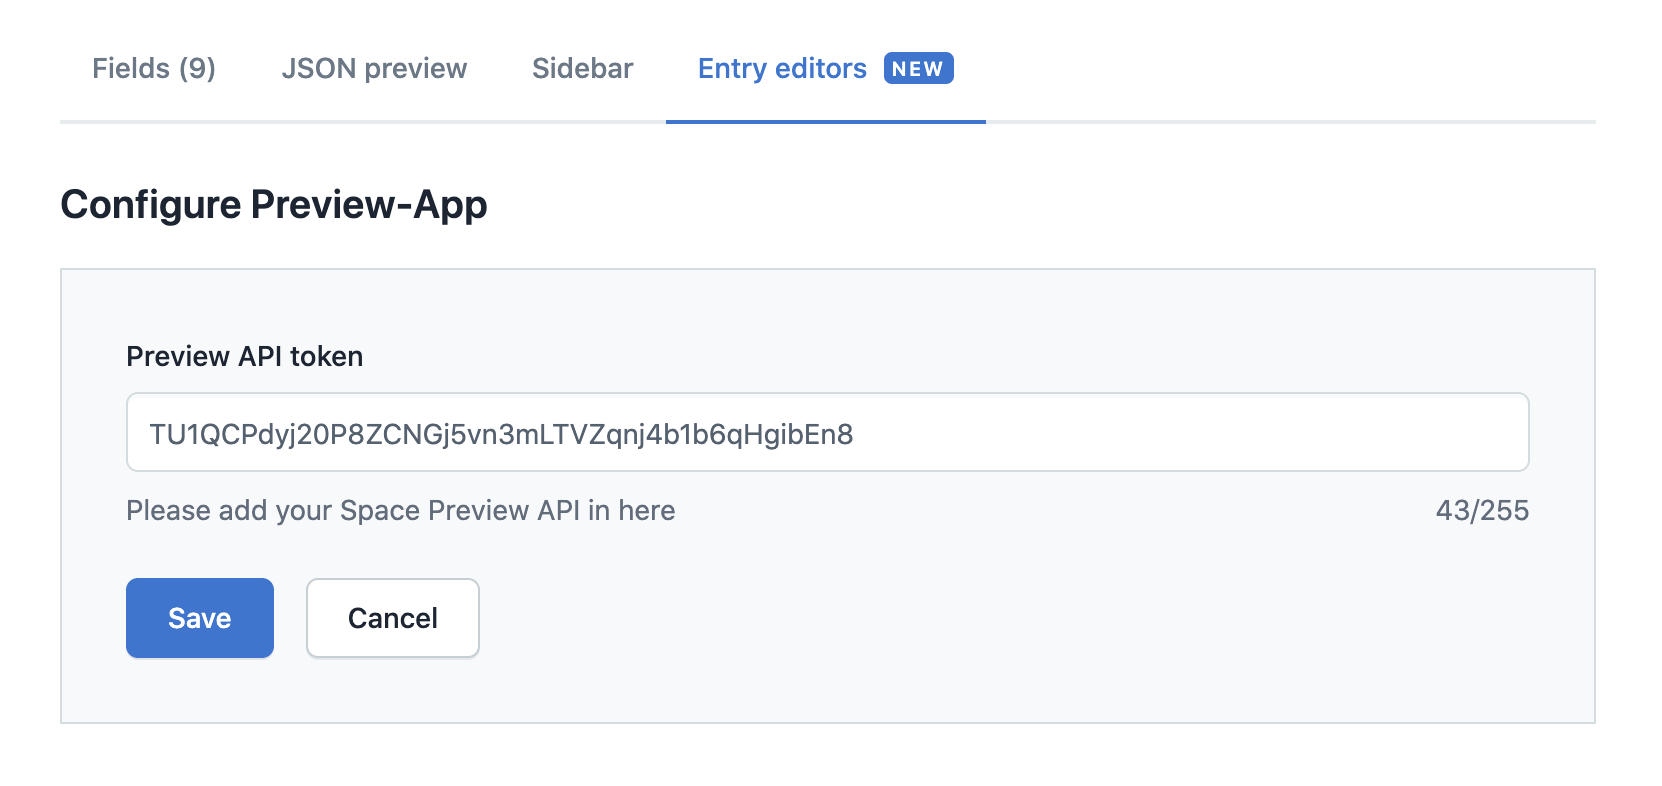 Fields (9) JSON preview Sidebar Entry editors NEW
Configure Preview-App
Preview API token
TU1QCPdyj20P8ZCNGj5vn3mLTVZqnj4b1b6qHgibEn8
Please add your Space Preview API in here 43/255
Save Cancel